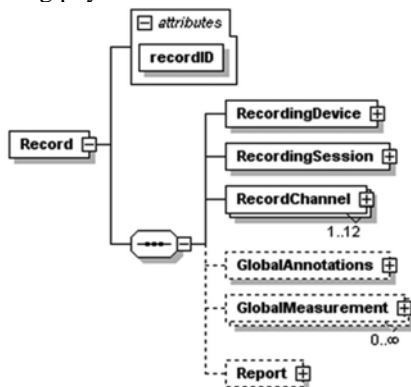 attributes
recordID
Record
RecordingDevice
RecordingSession
RecordChannel
1..12
GlobalAnnotations
GlobalMeasurement
0..∞
Report